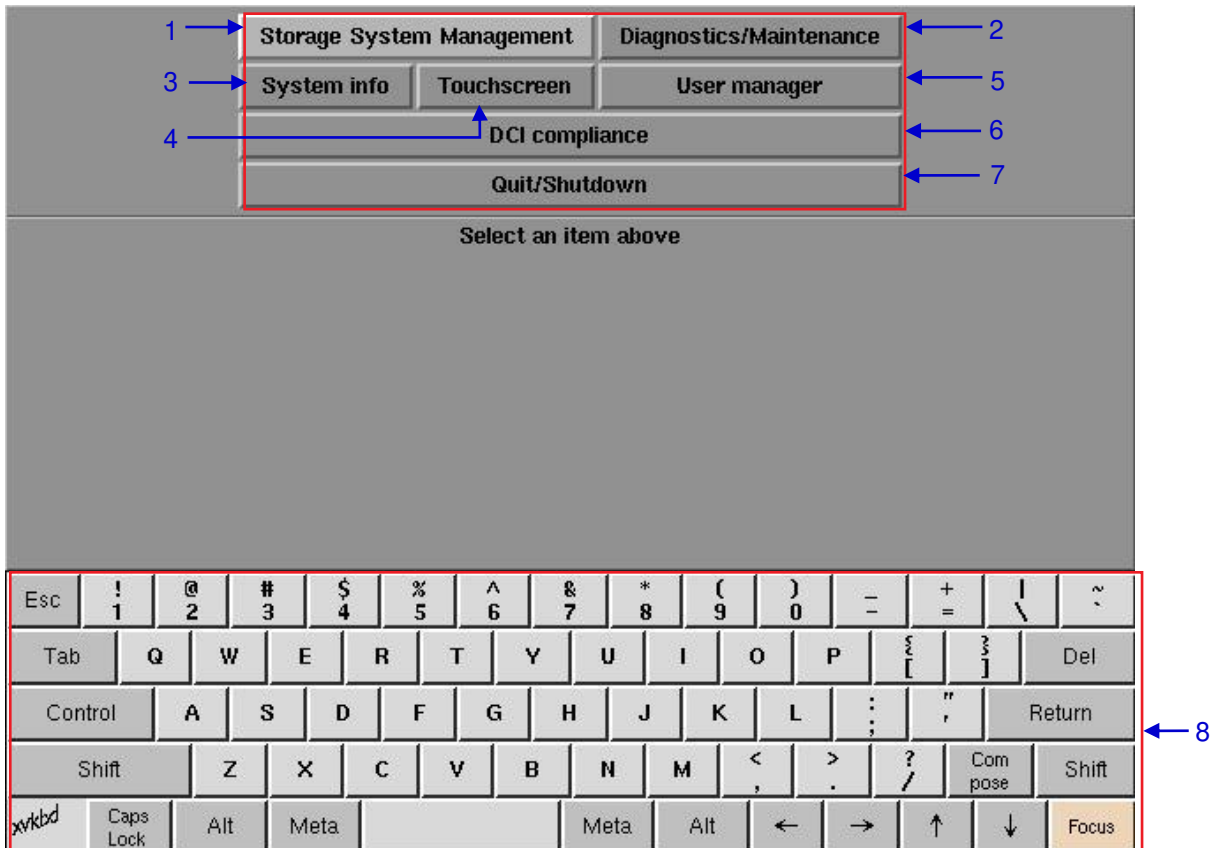 1 Storage System Management Diagnostics/Maintenance 2
3 System info Touchscreen User manager 5
4 DCI compliance 6
Quit/Shutdown 7
Select an item above
Esc ! 1 @ 2 # 3 $ 4 % 5 ^ 6 & 7 * 8 ( 9 ) 0 _ - + = | \ ~ `
Tab Q W E R T Y U I O P { [ } ] Del
Control A S D F G H J K L : ; " ' Return 8
Shift Z X C V B N M < , > . ? / Com pose Shift
xvkbd Caps Lock Alt Meta Meta Alt ← → ↑ ↓ Focus